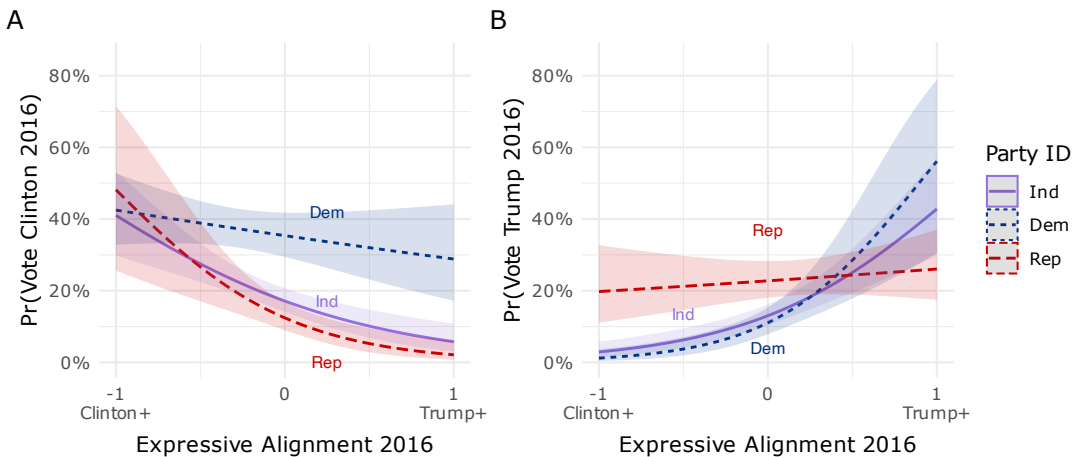 A
B
Pr(Vote Clinton 2016)
80%
60%
40%
20%
0%
Dem
Ind
Rep
-1
Clinton+
0
1
Trump+
Expressive Alignment 2016
Pr(Vote Trump 2016)
80%
60%
40%
20%
0%
Rep
Ind
Dem
-1
Clinton+
0
1
Trump+
Expressive Alignment 2016
Party ID
Ind
Dem
Rep